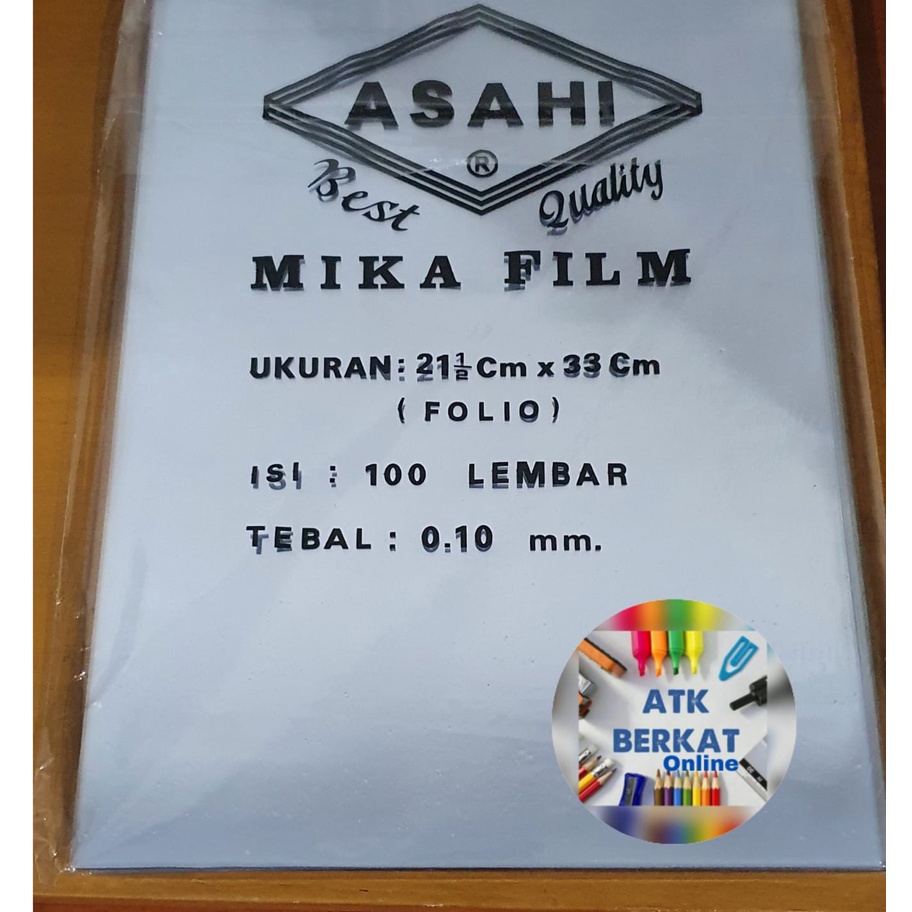 ASAHI
®
Best Quality
MIKA FILM
UKURAN: 21½ Cm x 33 Cm
( FOLIO )
ISI : 100 LEMBAR
TEBAL : 0.10 mm.
ATK
BERKAT
Online